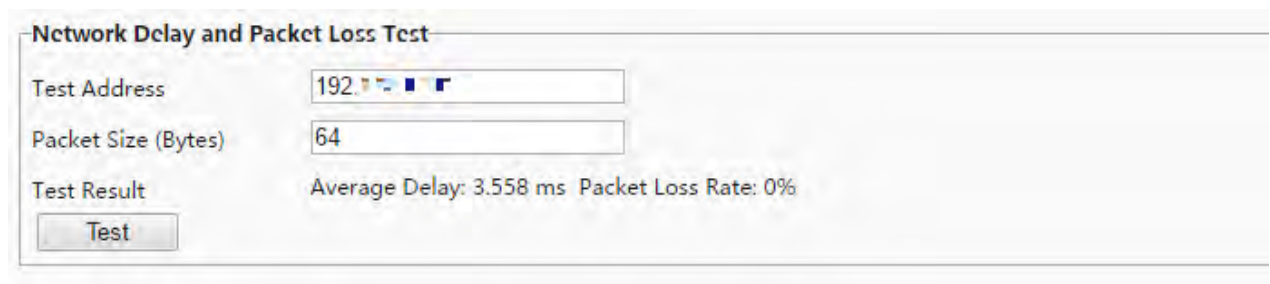 Network Delay and Packet Loss Test
Test Address 192.
Packet Size (Bytes) 64
Test Result Average Delay: 3.558 ms Packet Loss Rate: 0%
Test